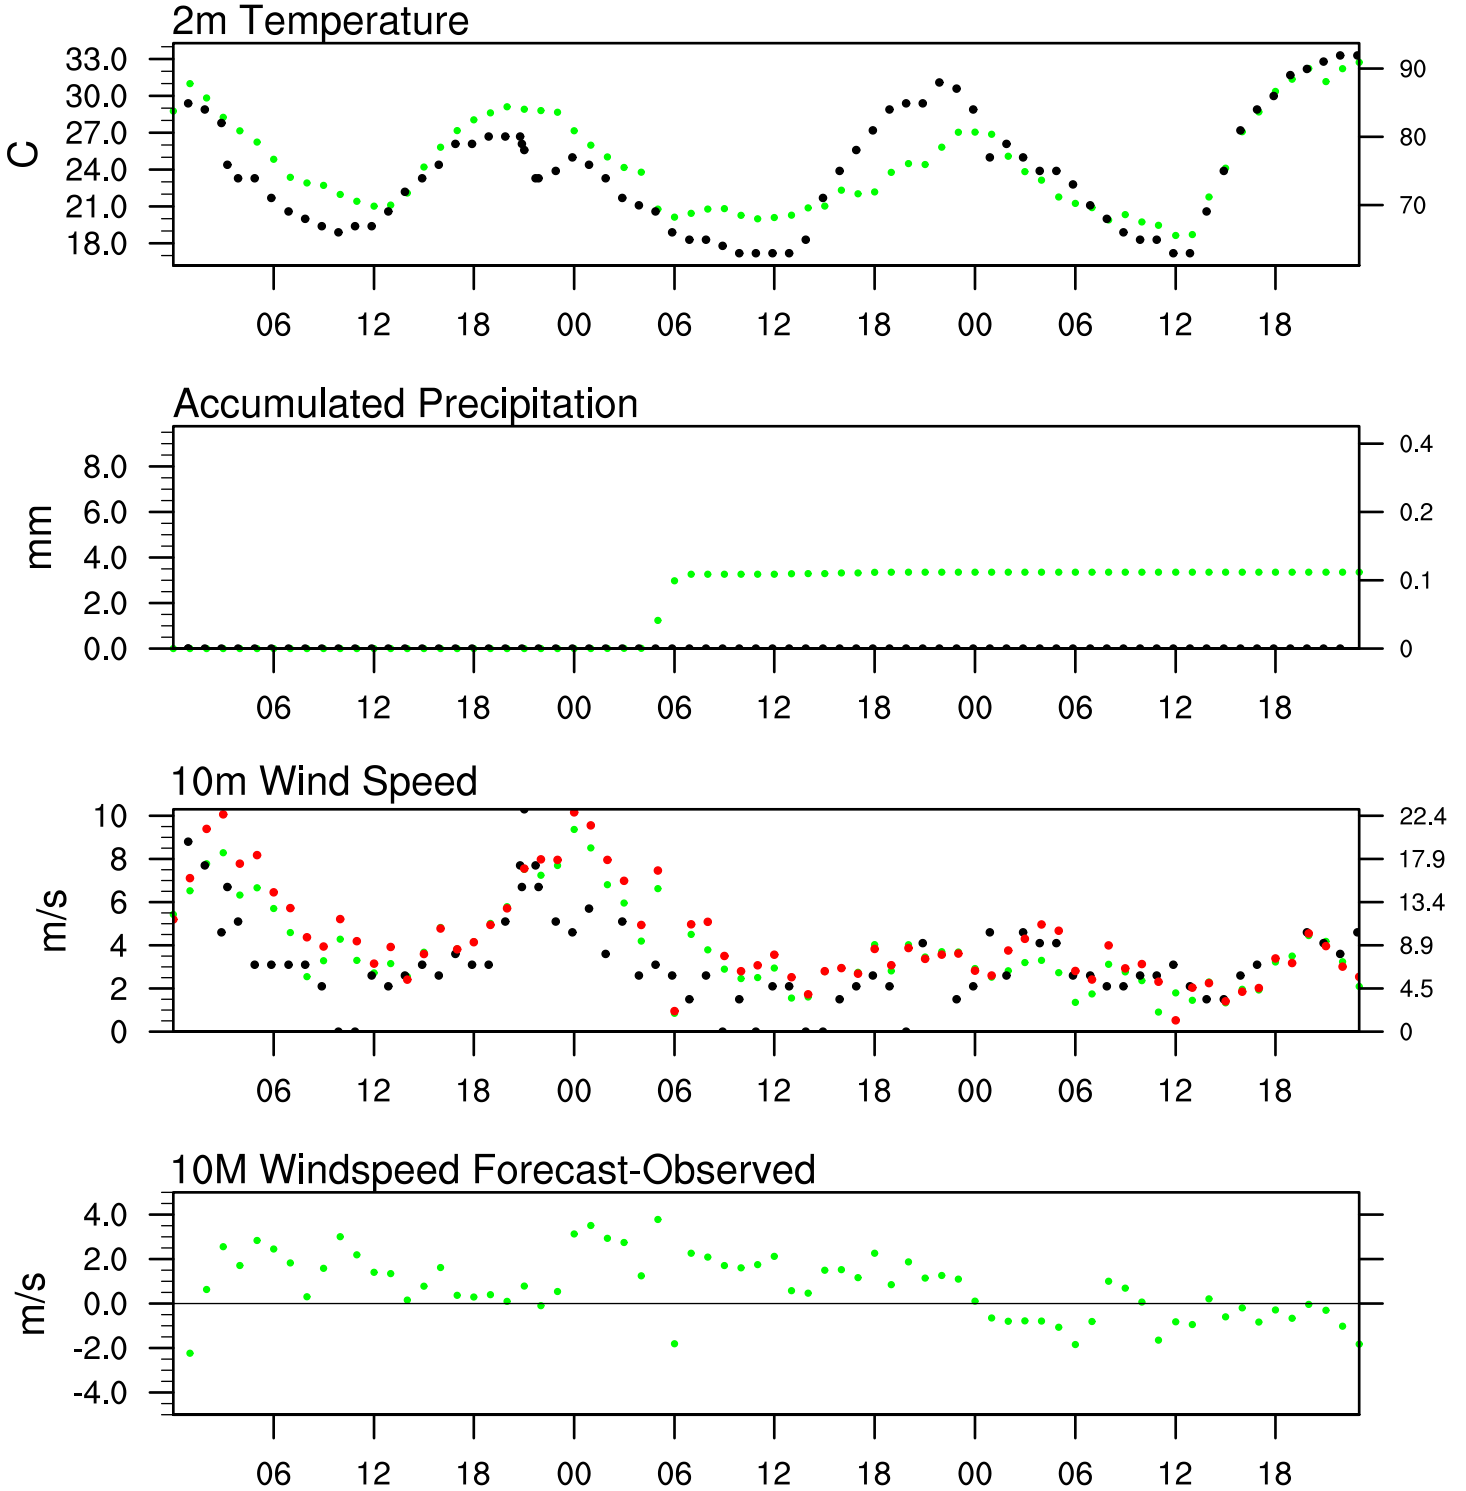 2m Temperature
33.0
30.0
27.0
24.0
21.0
18.0
C
90
80
70
06 12 18 00 06 12 18 00 06 12 18
Accumulated Precipitation
8.0
6.0
4.0
2.0
0.0
mm
0.4
0.2
0.1
0
06 12 18 00 06 12 18 00 06 12 18
10m Wind Speed
10
8
6
4
2
0
m/s
22.4
17.9
13.4
8.9
4.5
0
06 12 18 00 06 12 18 00 06 12 18
10M Windspeed Forecast-Observed
4.0
2.0
0.0
-2.0
-4.0
m/s
06 12 18 00 06 12 18 00 06 12 18